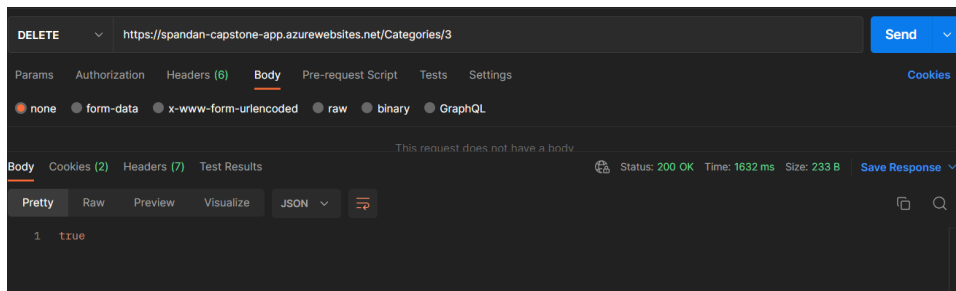 DELETE https://spandan-capstone-app.azurewebsites.net/Categories/3 Send
Params Authorization Headers (6) Body Pre-request Script Tests Settings Cookies
none form-data x-www-form-urlencoded raw binary GraphQL
This request does not have a body
Body Cookies (2) Headers (7) Test Results Status: 200 OK Time: 1632 ms Size: 233 B Save Response
Pretty Raw Preview Visualize JSON
1 true